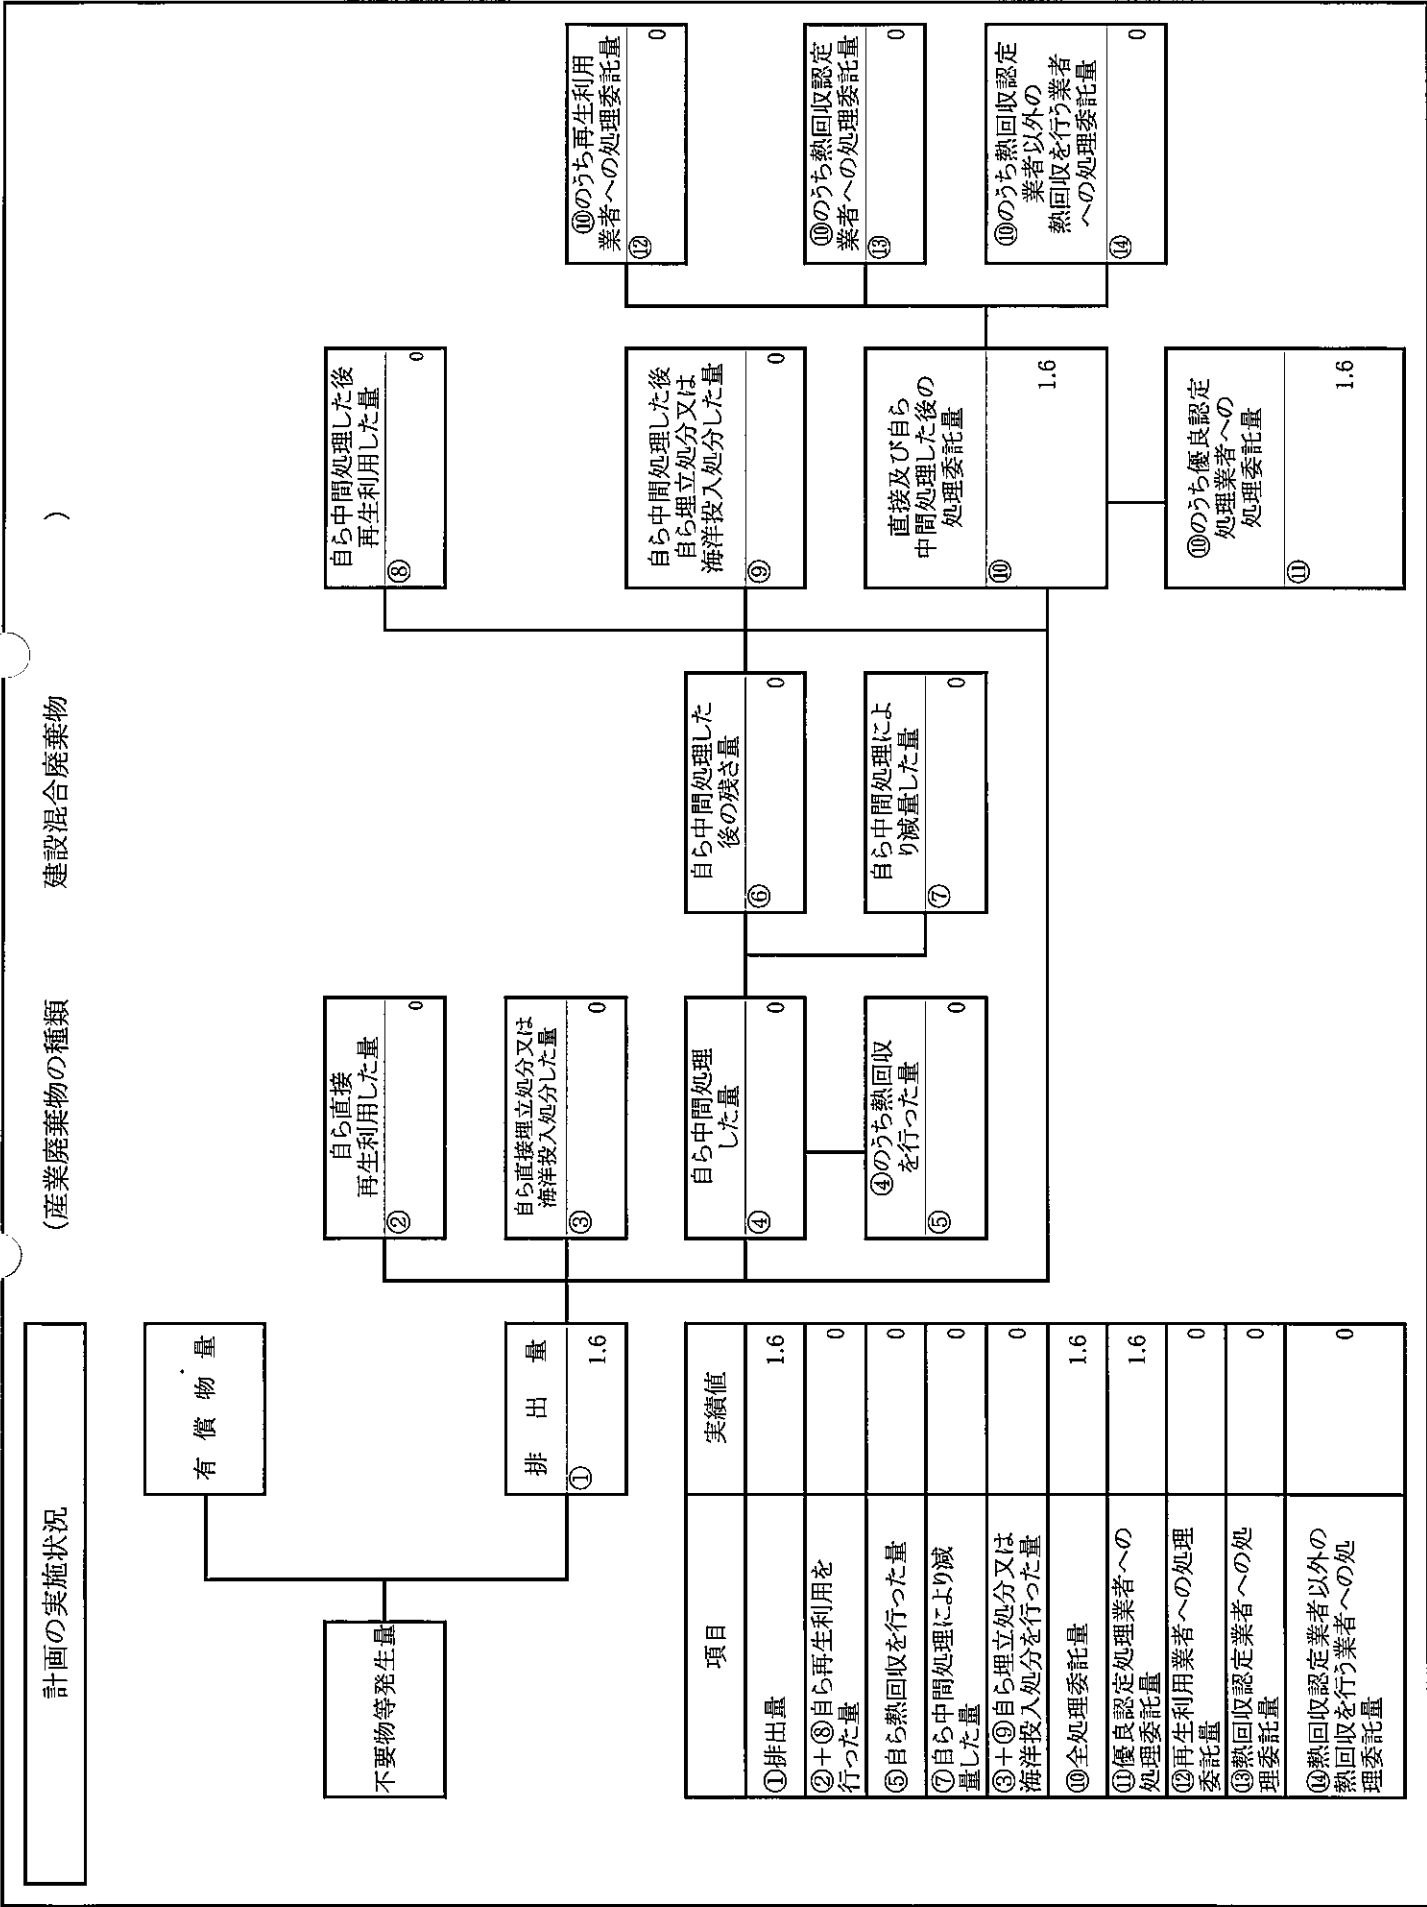 計画の実施状況
(産業廃棄物の種類 建設混合廃棄物 )
不要物等発生量
有償物量
排出量
① 1.6
自ら直接
再生利用した量
② 0
自ら直接埋立処分又は
海洋投入処分した量
③ 0
自ら中間処理
した量
④ 0
④のうち熱回収
を行った量
⑤ 0
自ら中間処理した
後の残さ量
⑥ 0
自ら中間処理によ
り減量した量
⑦ 0
自ら中間処理した後
再生利用した量
⑧ 0
自ら中間処理した後
自ら埋立処分又は
海洋投入処分した量
⑨ 0
直接及び自ら
中間処理した後の
処理委託量
⑩ 1.6
⑩のうち優良認定
処理業者への
処理委託量
⑪ 1.6
⑩のうち再生利用
業者への処理委託量
⑫ 0
⑩のうち熱回収認定
業者への処理委託量
⑬ 0
⑩のうち熱回収認定
業者以外の
熱回収を行う業者
への処理委託量
⑭ 0
項目 実績値
①排出量 1.6
②+⑧自ら再生利用を
行った量 0
⑤自ら熱回収を行った量 0
⑦自ら中間処理により減
量した量 0
③+⑨自ら埋立処分又は
海洋投入処分を行った量 0
⑩全処理委託量 1.6
⑪優良認定処理業者への
処理委託量 1.6
⑫再生利用業者への処理
委託量 0
⑬熱回収認定業者への処
理委託量 0
⑭熱回収認定業者以外の
熱回収を行う業者への処
理委託量 0